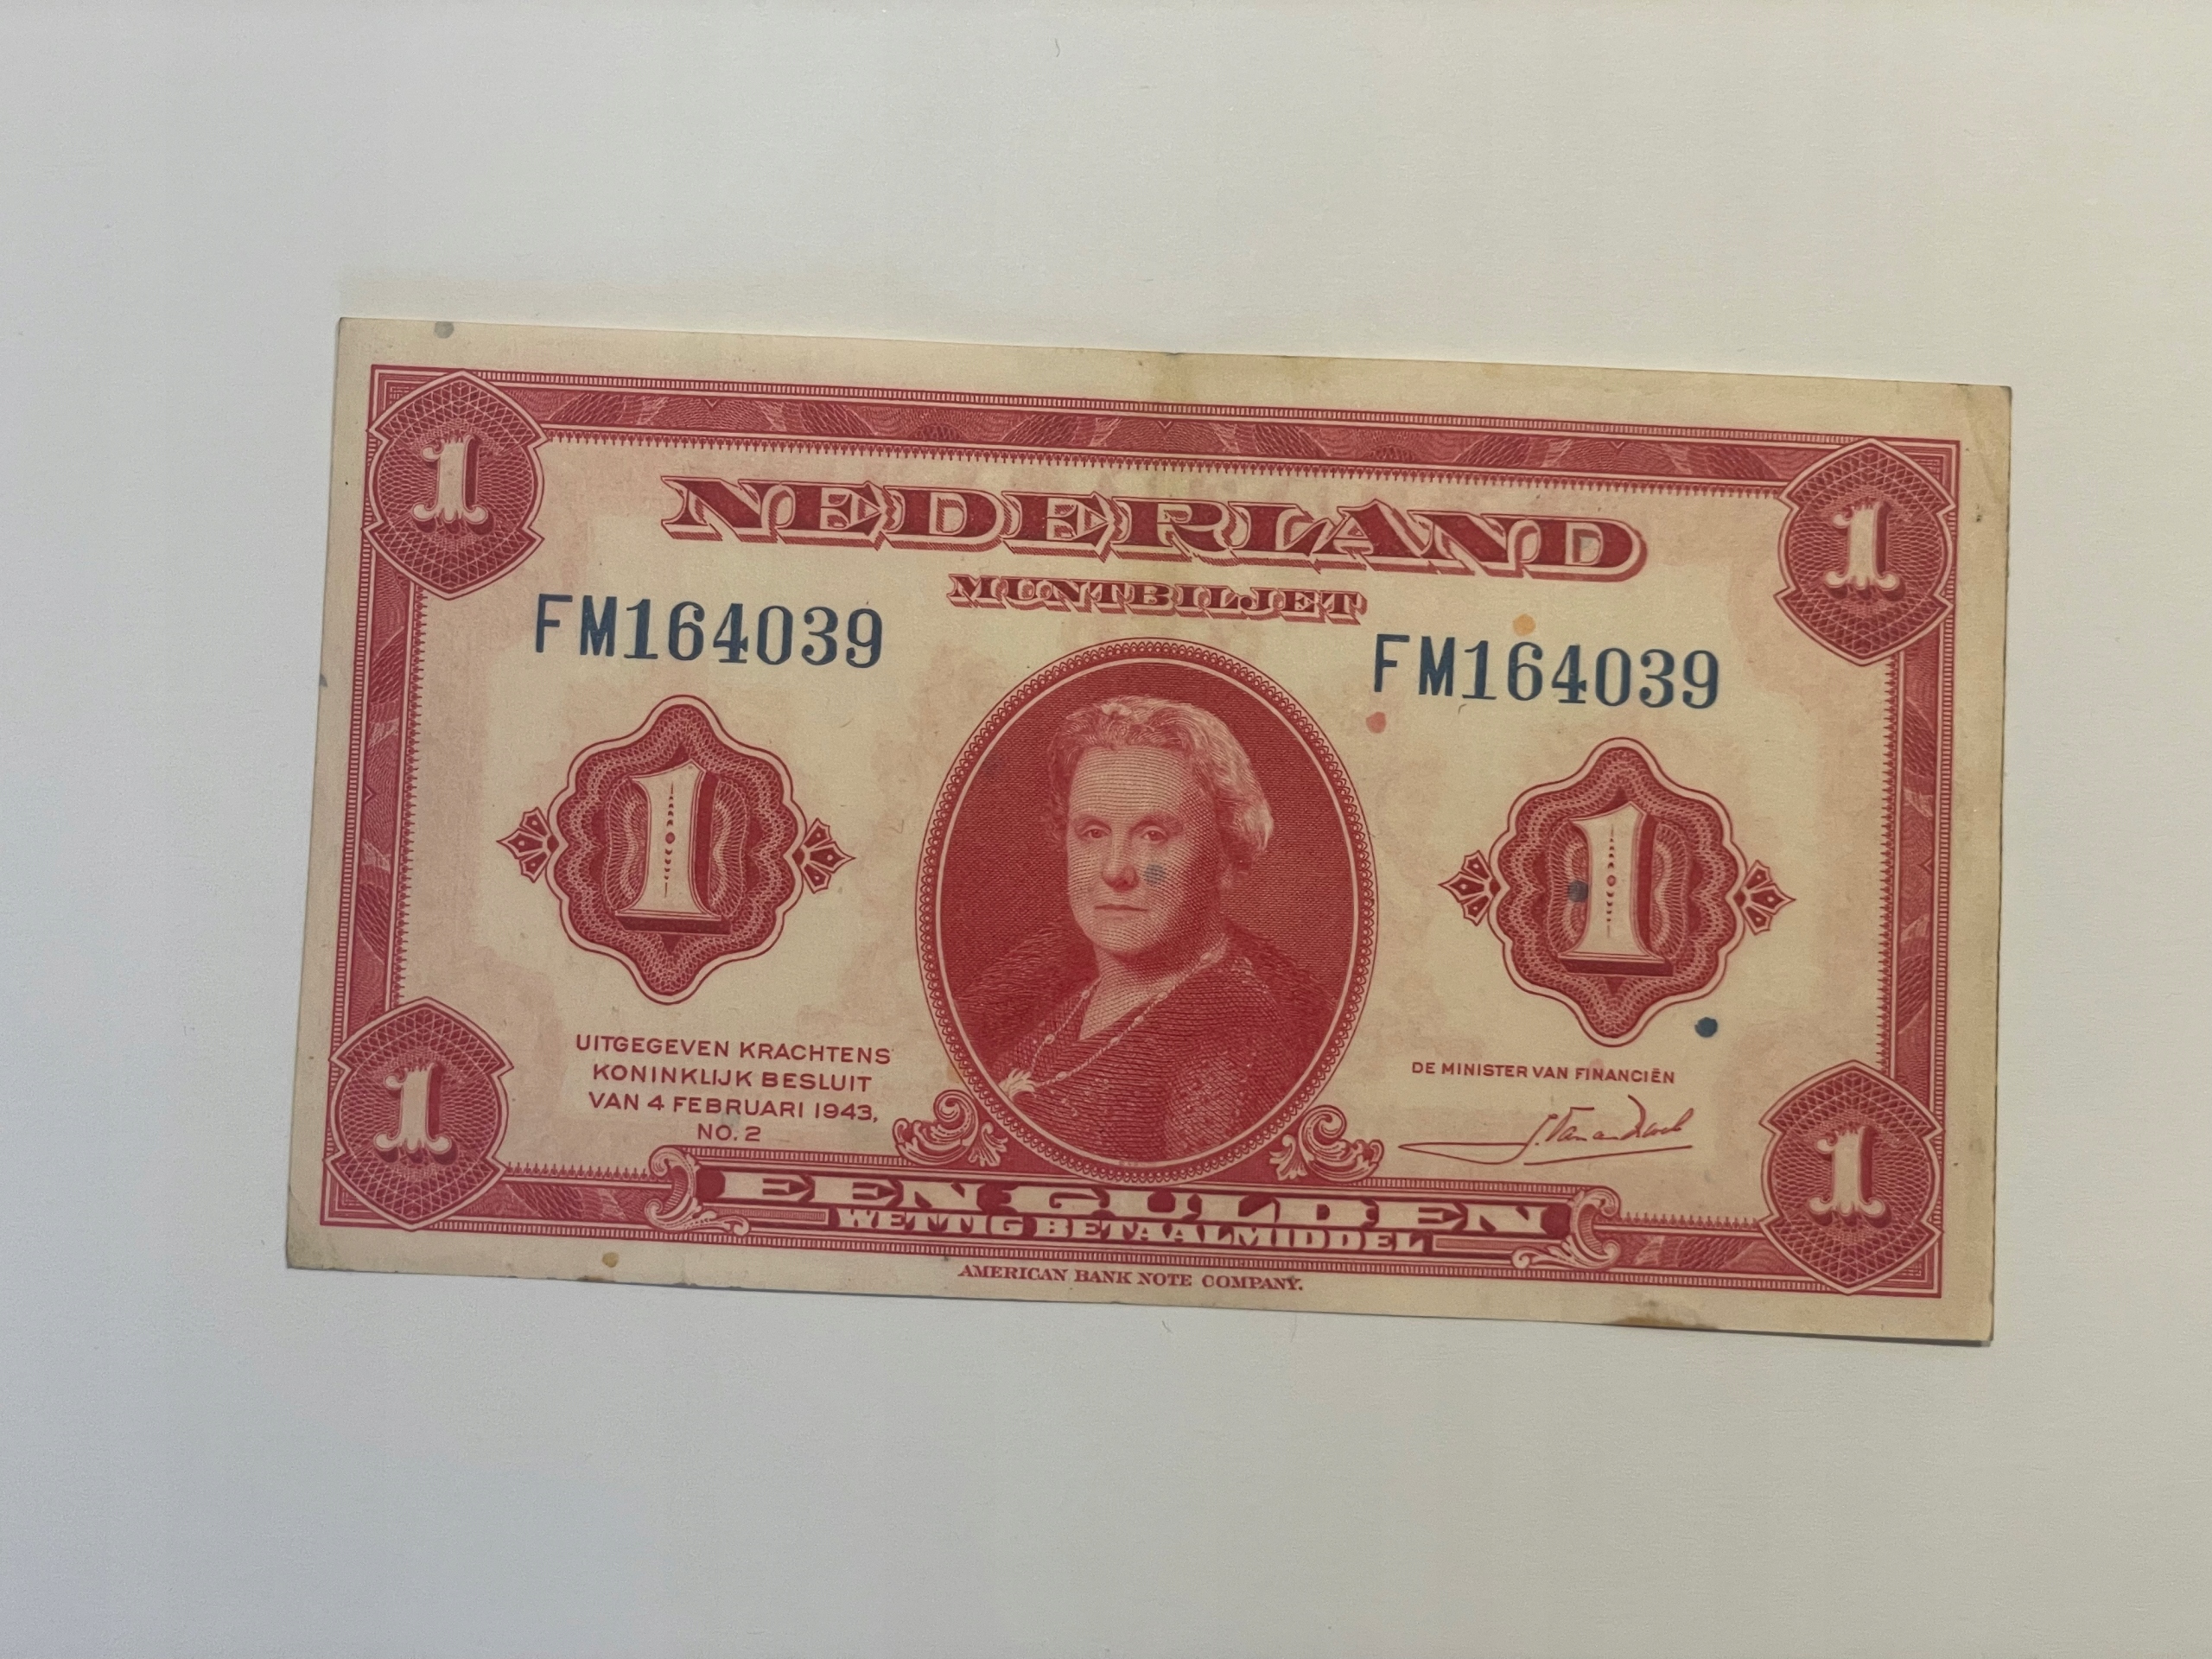 1
1
NEDERLAND
MUNTBILJET
FM164039
FM164039
1
1
UITGEGEVEN KRACHTENS
KONINKLIJK BESLUIT
VAN 4 FEBRUARI 1943,
NO. 2
DE MINISTER VAN FINANCIËN
1
1
EEN GULDEN
WETTIG BETAALMIDDEL
AMERICAN BANK NOTE COMPANY.